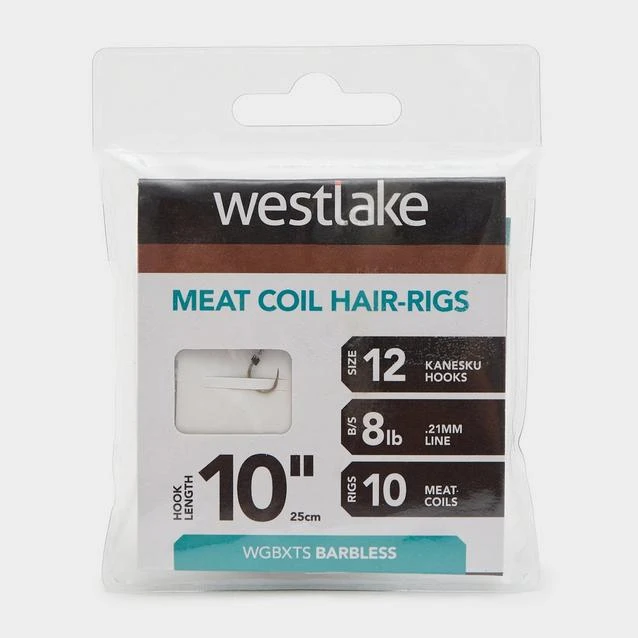 westlake
MEAT COIL HAIR-RIGS
SIZE
12
KANESKU
HOOKS
B/S
8lb
.21MM
LINE
RIGS
10
MEAT-
COILS
HOOK
LENGTH
10"
25cm
WGBXTS BARBLESS